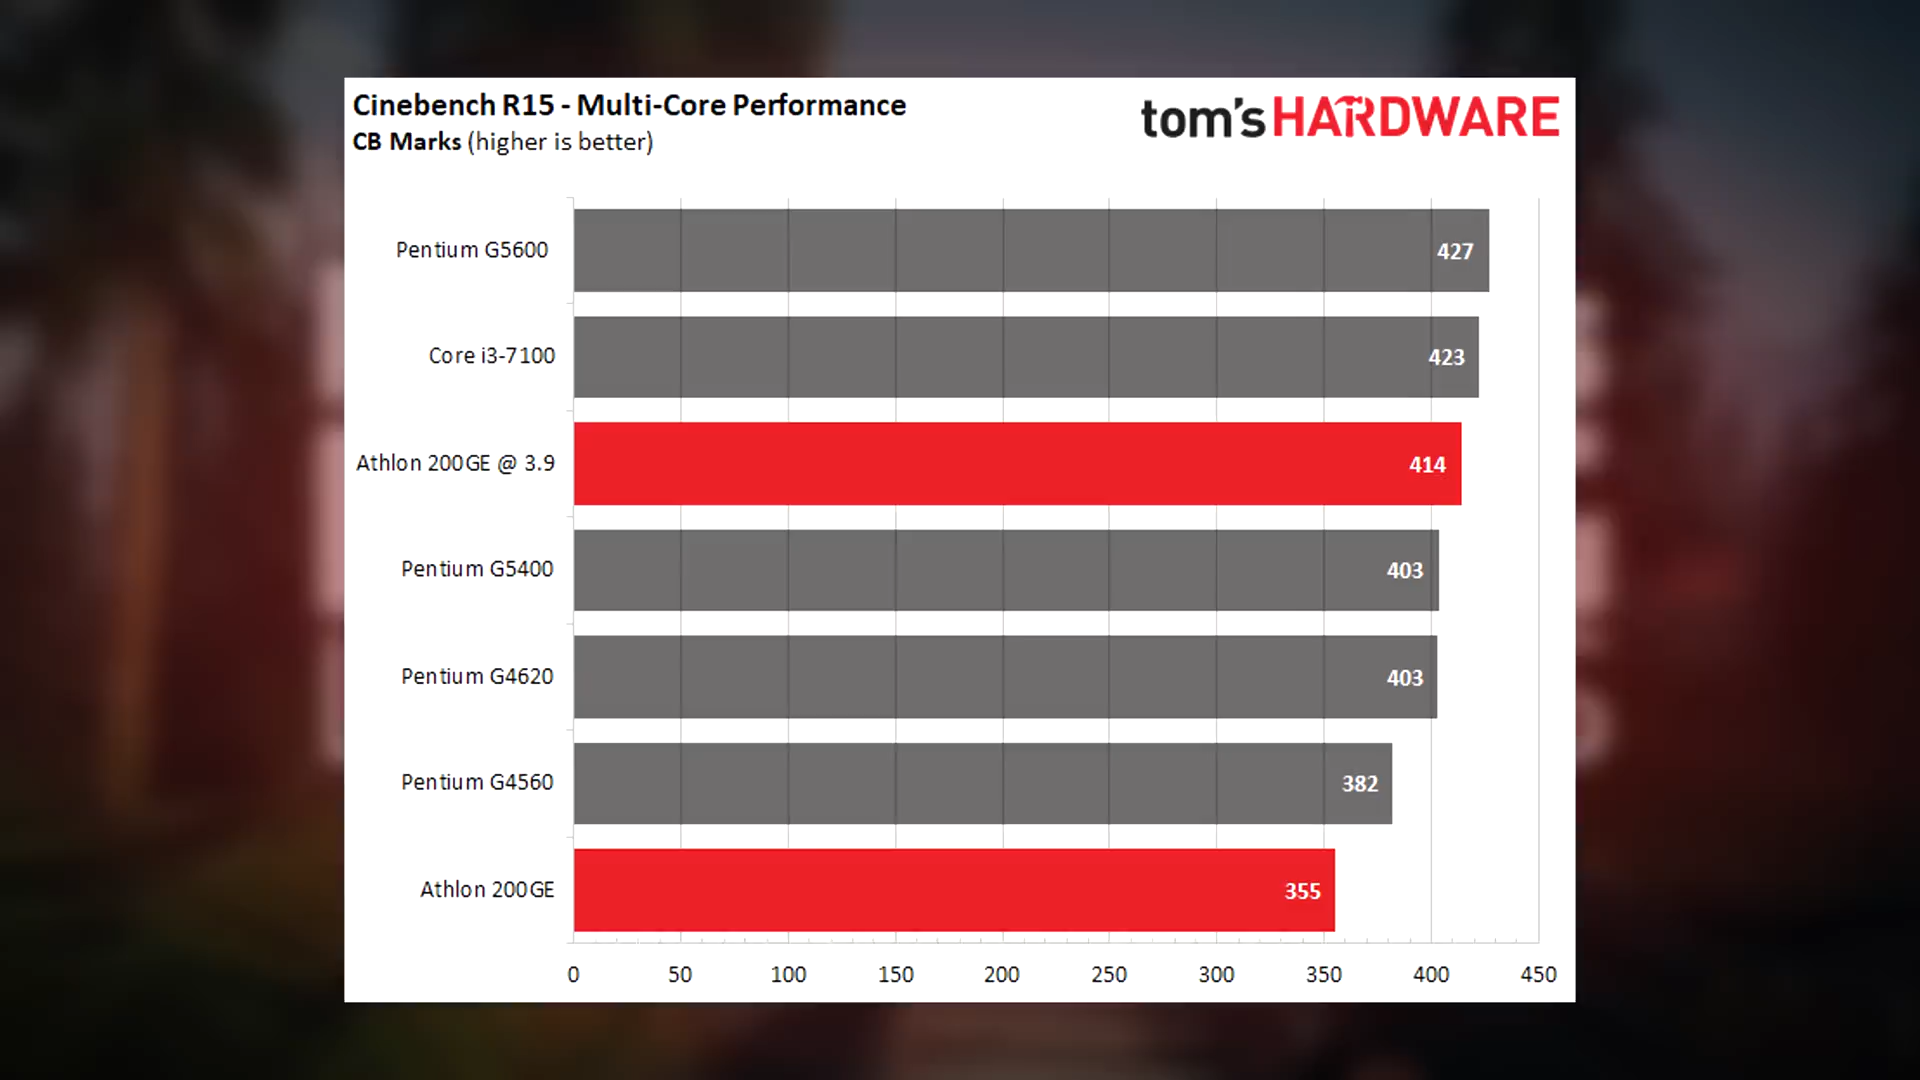 Cinebench R15 - Multi-Core Performance
CB Marks (higher is better)
tom's HARDWARE
Pentium G5600 427
Core i3-7100 423
Athlon 200GE @ 3.9 414
Pentium G5400 403
Pentium G4620 403
Pentium G4560 382
Athlon 200GE 355
0 50 100 150 200 250 300 350 400 450